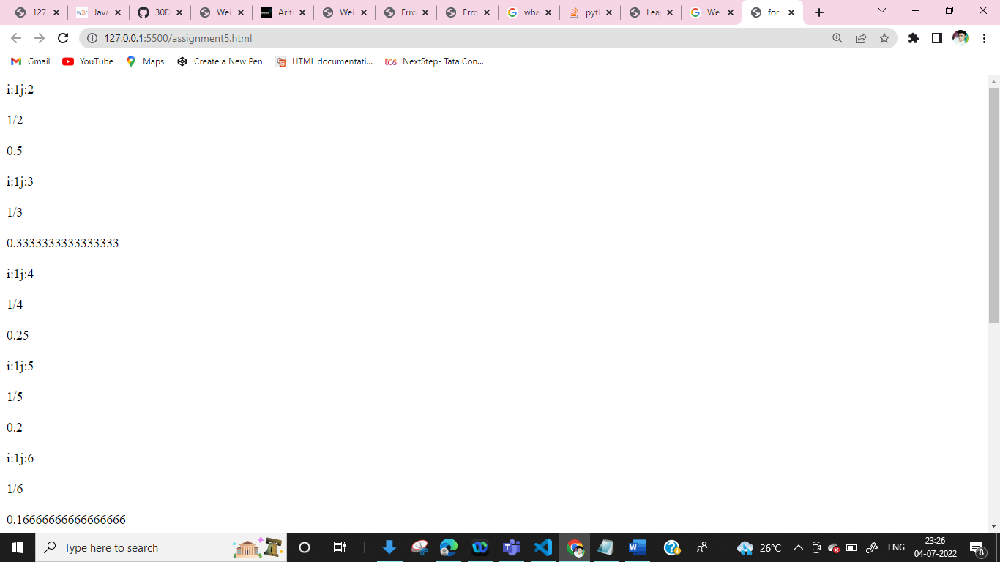 127
Java
30D
Wei
Arit
Wei
Erro
Erro
wha
pyt
Lea
We
for
127.0.0.1:5500/assignment5.html
Gmail
YouTube
Maps
Create a New Pen
HTML documentati...
tcs NextStep- Tata Con...
i:1j:2
1/2
0.5
i:1j:3
1/3
0.3333333333333333
i:1j:4
1/4
0.25
i:1j:5
1/5
0.2
i:1j:6
1/6
0.16666666666666666
Type here to search
26°C
ENG
23:26
04-07-2022
8